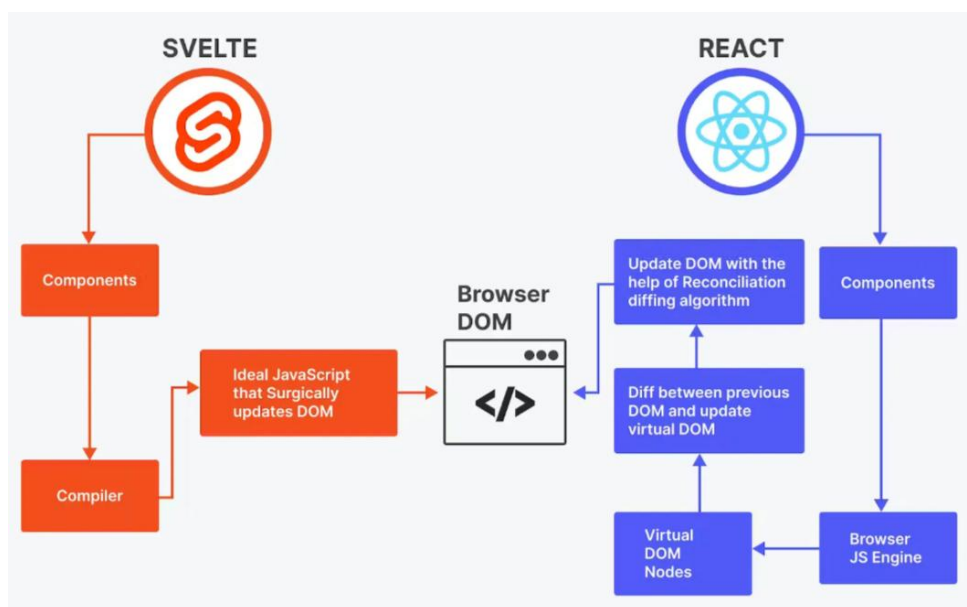 SVELTE
REACT
Components
Compiler
Ideal JavaScript
that Surgically
updates DOM
Browser
DOM
</>
Update DOM with the
help of Reconciliation
diffing algorithm
Diff between previous
DOM and update
virtual DOM
Virtual
DOM
Nodes
Components
Browser
JS Engine